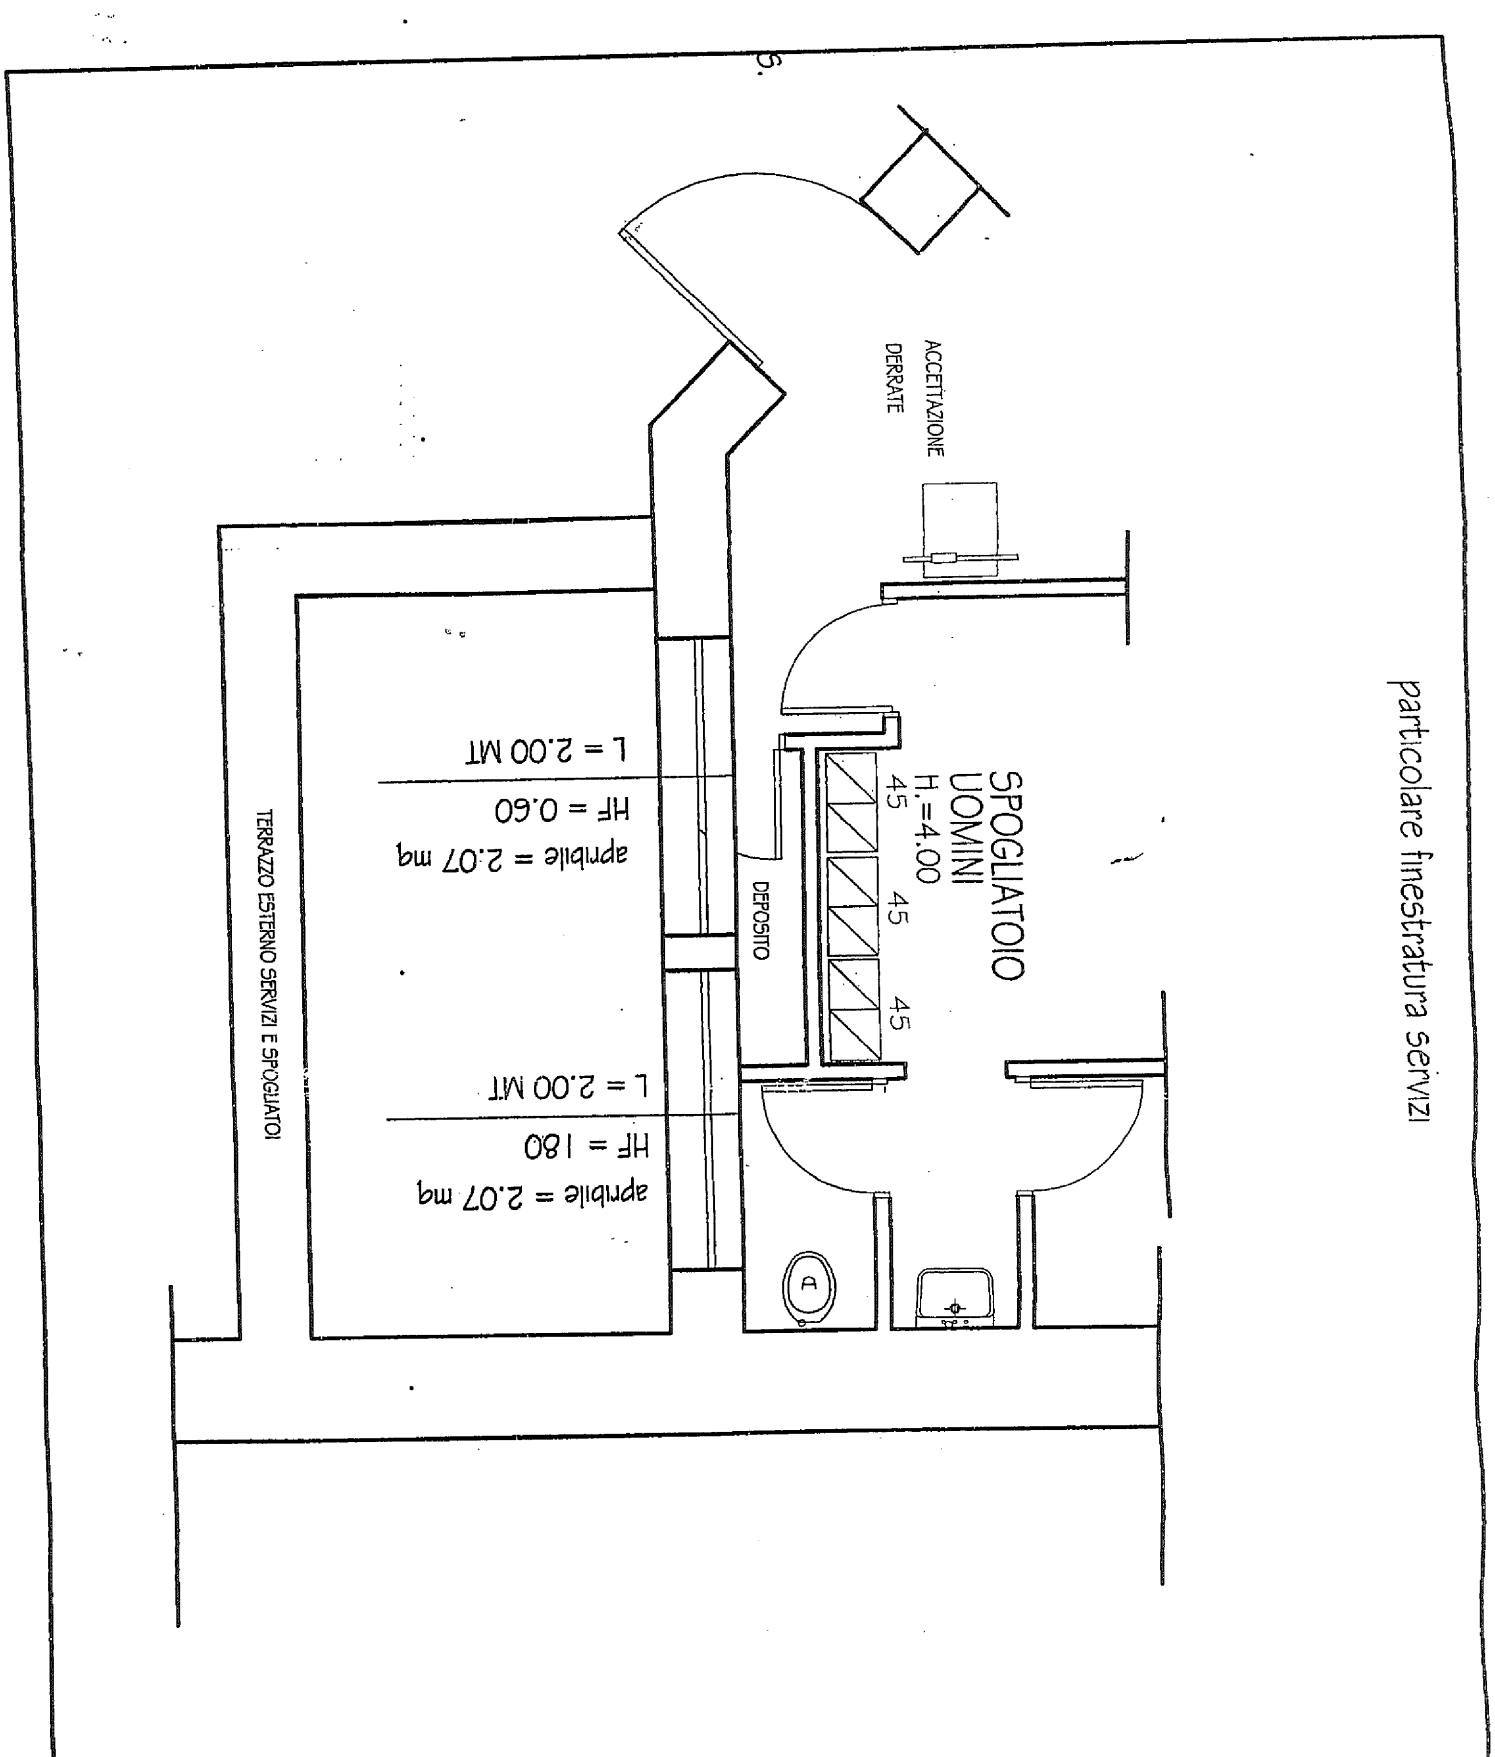 particolare finestratura servizi
ACCETTAZIONE
DERRATE
SPOGLIATOIO
UOMINI
H.=4.00
45
45
45
DEPOSITO
L = 2.00 MT
HF = 0.60
apribile = 2.07 mq
L = 2.00 MT
HF = 180
apribile = 2.07 mq
TERRAZO ESTERNO SERVIZI E SPOGLIATOI